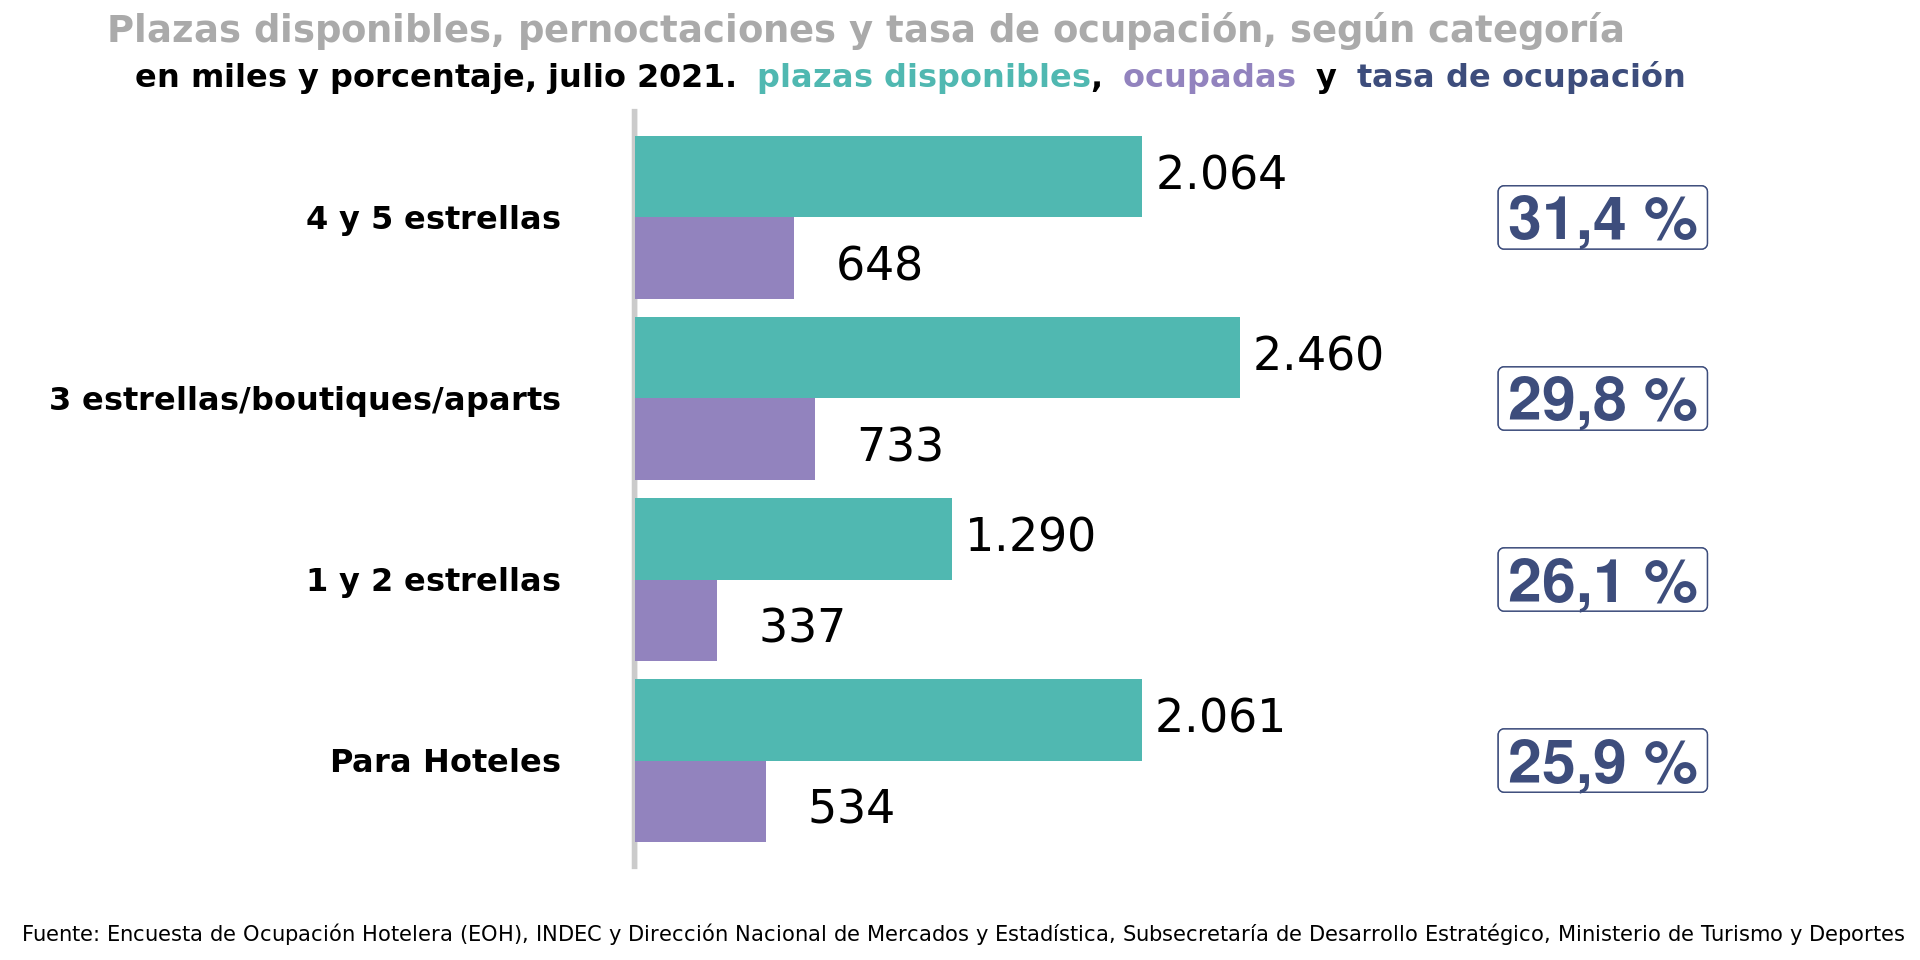 Plazas disponibles, pernoctaciones y tasa de ocupación, según categoría
en miles y porcentaje, julio 2021. plazas disponibles, ocupadas y tasa de ocupación
4 y 5 estrellas
2.064
648
31,4 %
3 estrellas/boutiques/aparts
2.460
733
29,8 %
1 y 2 estrellas
1.290
337
26,1 %
Para Hoteles
2.061
534
25,9 %
Fuente: Encuesta de Ocupación Hotelera (EOH), INDEC y Dirección Nacional de Mercados y Estadística, Subsecretaría de Desarrollo Estratégico, Ministerio de Turismo y Deportes